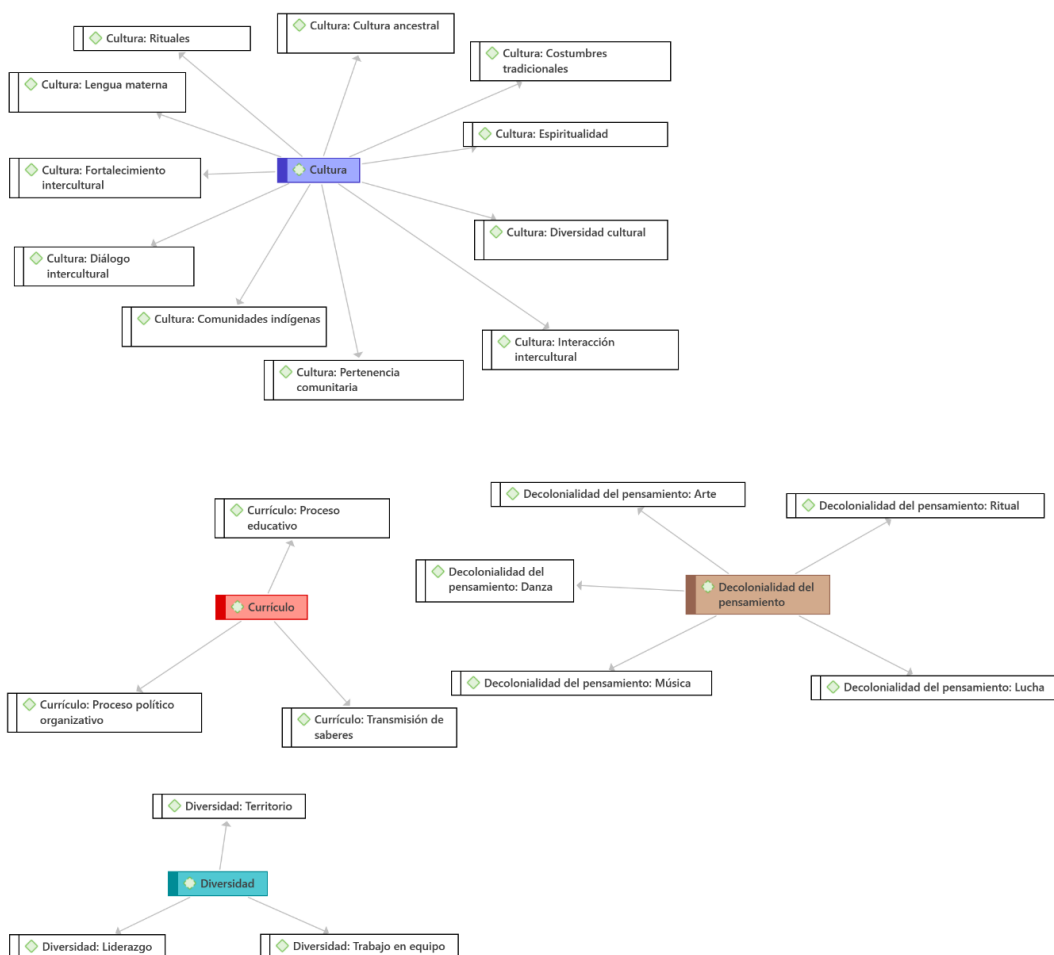 Cultura: Rituales
Cultura: Cultura ancestral
Cultura: Costumbres
tradicionales
Cultura: Lengua materna
Cultura: Espiritualidad
Cultura: Fortalecimiento
intercultural
Cultura
Cultura: Diversidad cultural
Cultura: Diálogo
intercultural
Cultura: Comunidades indígenas
Cultura: Interacción
intercultural
Cultura: Pertenencia
comunitaria
Currículo: Proceso
educativo
Currículo
Currículo: Proceso político
organizativo
Currículo: Transmisión de
saberes
Decolonialidad del pensamiento: Arte
Decolonialidad del pensamiento: Ritual
Decolonialidad del
pensamiento: Danza
Decolonialidad del
pensamiento
Decolonialidad del pensamiento: Música
Decolonialidad del pensamiento: Lucha
Diversidad: Territorio
Diversidad
Diversidad: Liderazgo
Diversidad: Trabajo en equipo